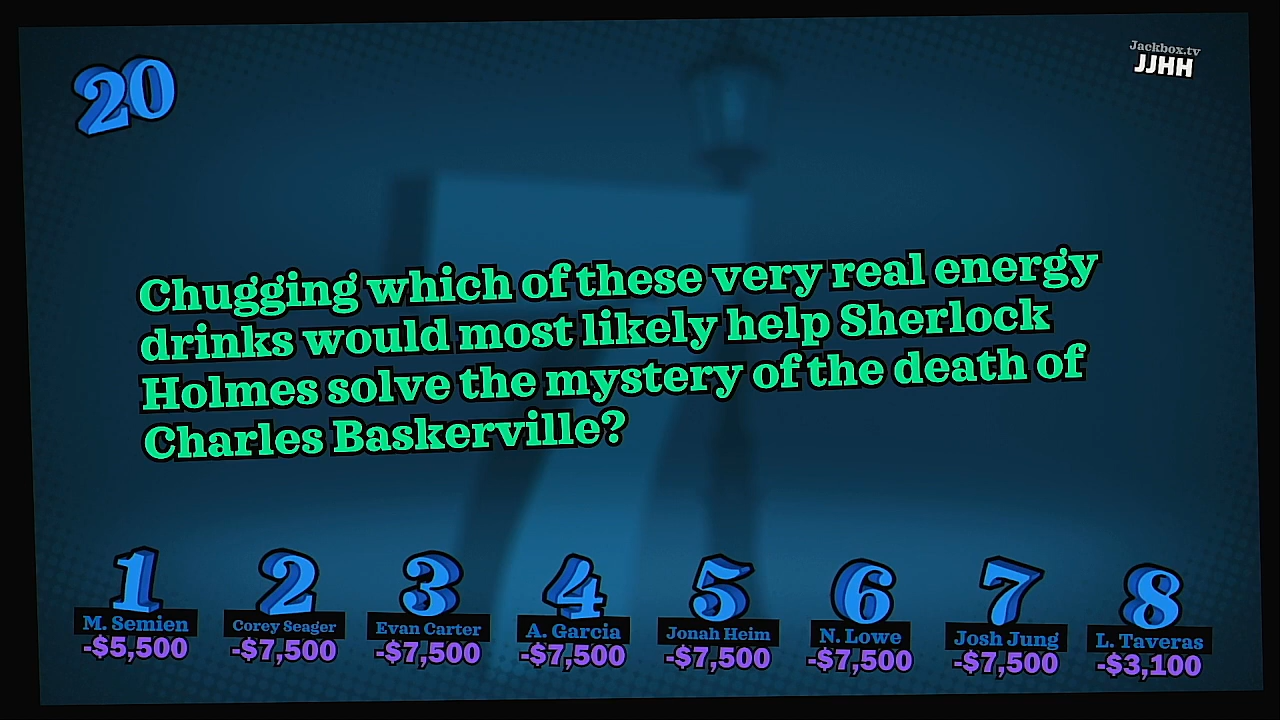 20
Jackbox.tv
JJHH
Chugging which of these very real energy
drinks would most likely help Sherlock
Holmes solve the mystery of the death of
Charles Baskerville?
1 2 3 4 5 6 7 8
M. Semien Corey Seager Evan Carter A. Garcia Jonah Heim N. Lowe Josh Jung L. Taveras
-$5,500 -$7,500 -$7,500 -$7,500 -$7,500 -$7,500 -$7,500 -$3,100